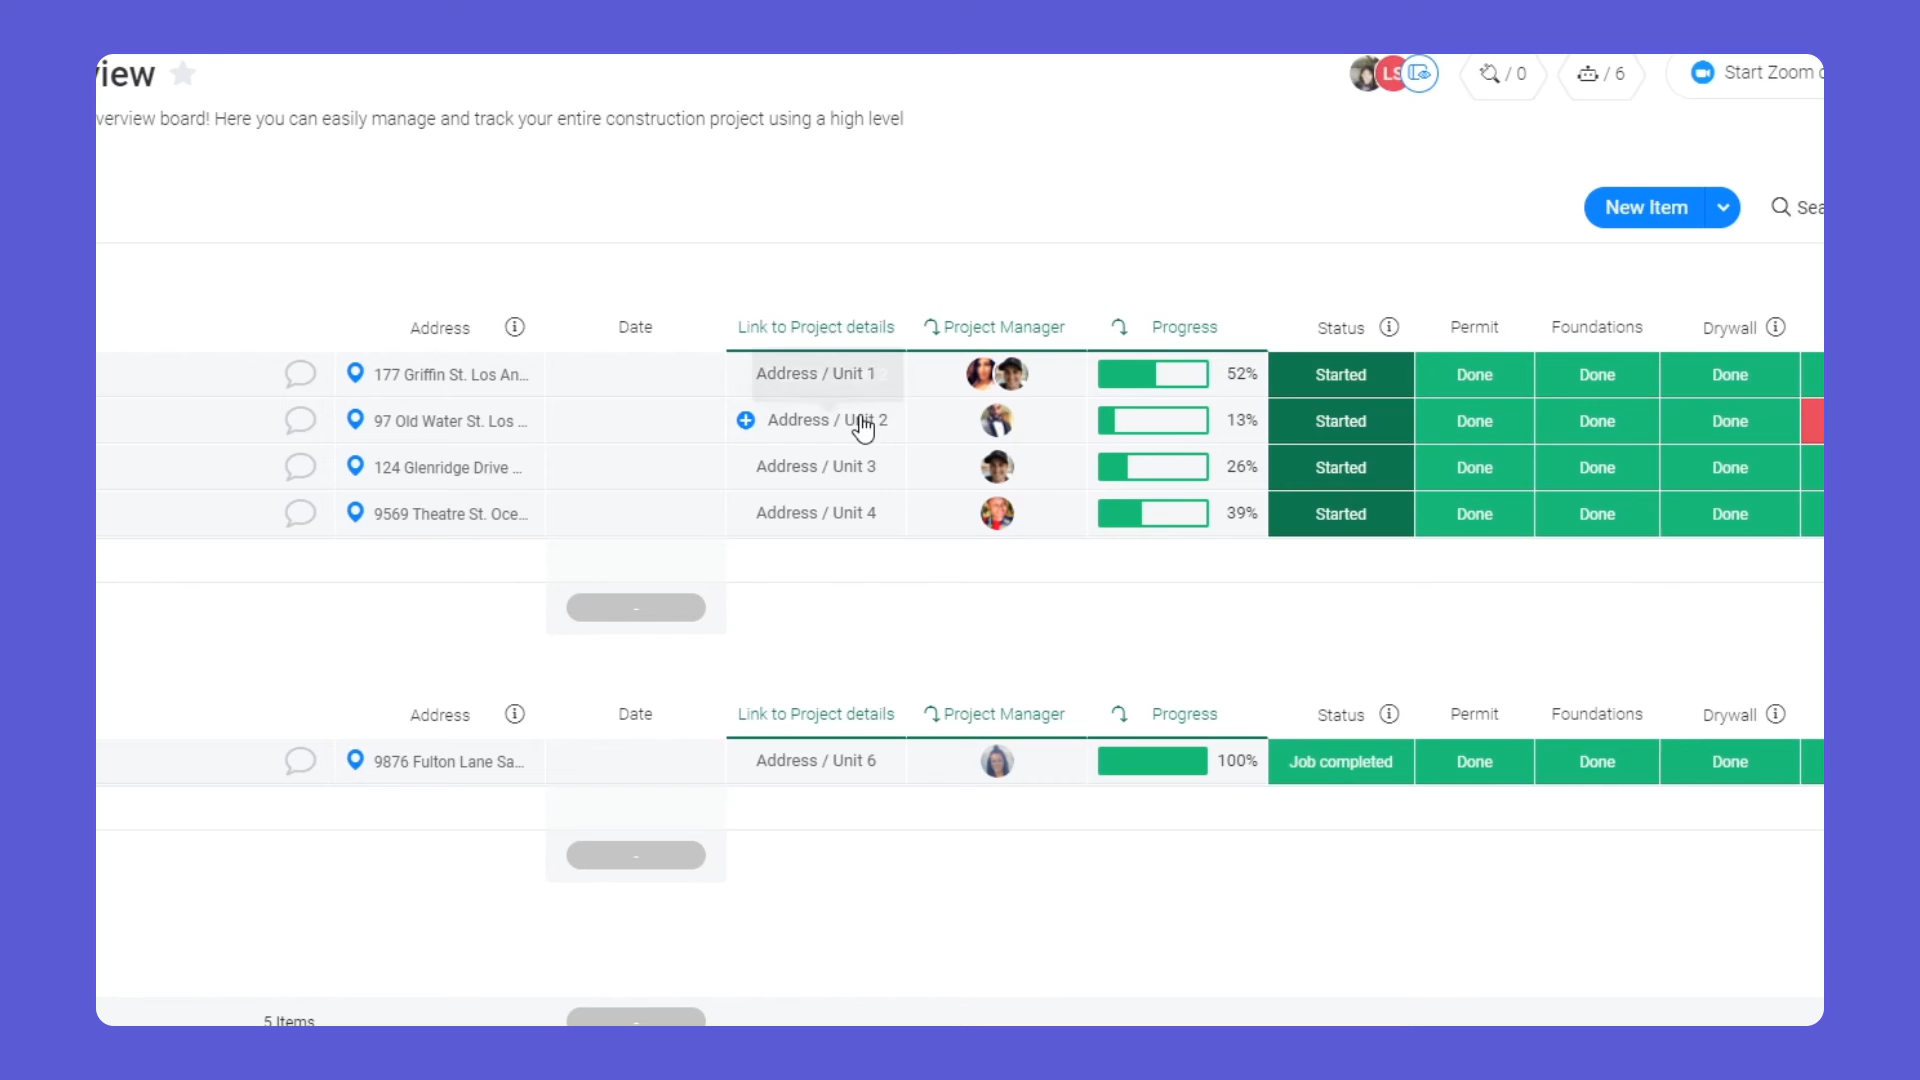 view
LS / 0 / 6 Start Zoom
verview board! Here you can easily manage and track your entire construction project using a high level
New Item Sea
Address Date Link to Project details Project Manager Progress Status Permit Foundations Drywall
177 Griffin St. Los An... Address / Unit 1 52% Started Done Done Done
97 Old Water St. Los ... Address / Unit 2 13% Started Done Done Done
124 Glenridge Drive ... Address / Unit 3 26% Started Done Done Done
9569 Theatre St. Oce... Address / Unit 4 39% Started Done Done Done
-
Address Date Link to Project details Project Manager Progress Status Permit Foundations Drywall
9876 Fulton Lane Sa... Address / Unit 6 100% Job completed Done Done Done
-
5 Items -